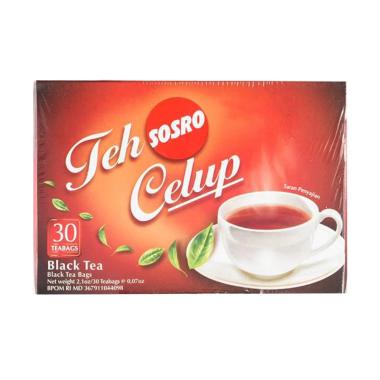 Teh SOSRO
Celup
Saran Penyajian
30
TEABAGS
Black Tea
Black Tea Bags
Net weight 2,1oz/30 Teabags @ 0,07oz
BPOM RI MD 367911044098